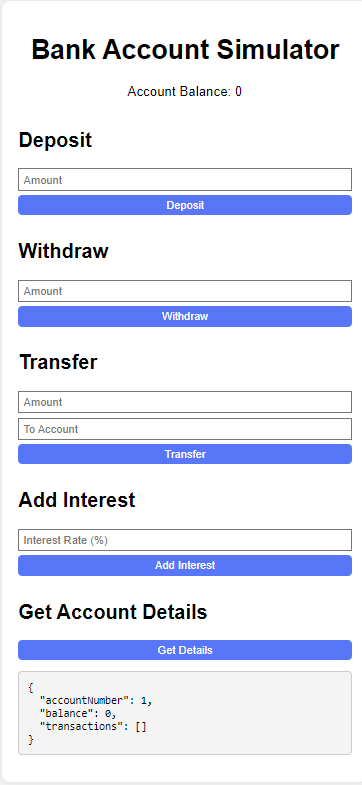 Bank Account Simulator
Account Balance: 0
Deposit
Amount
Deposit
Withdraw
Amount
Withdraw
Transfer
Amount
To Account
Transfer
Add Interest
Interest Rate (%)
Add Interest
Get Account Details
Get Details
{
  "accountNumber": 1,
  "balance": 0,
  "transactions": []
}